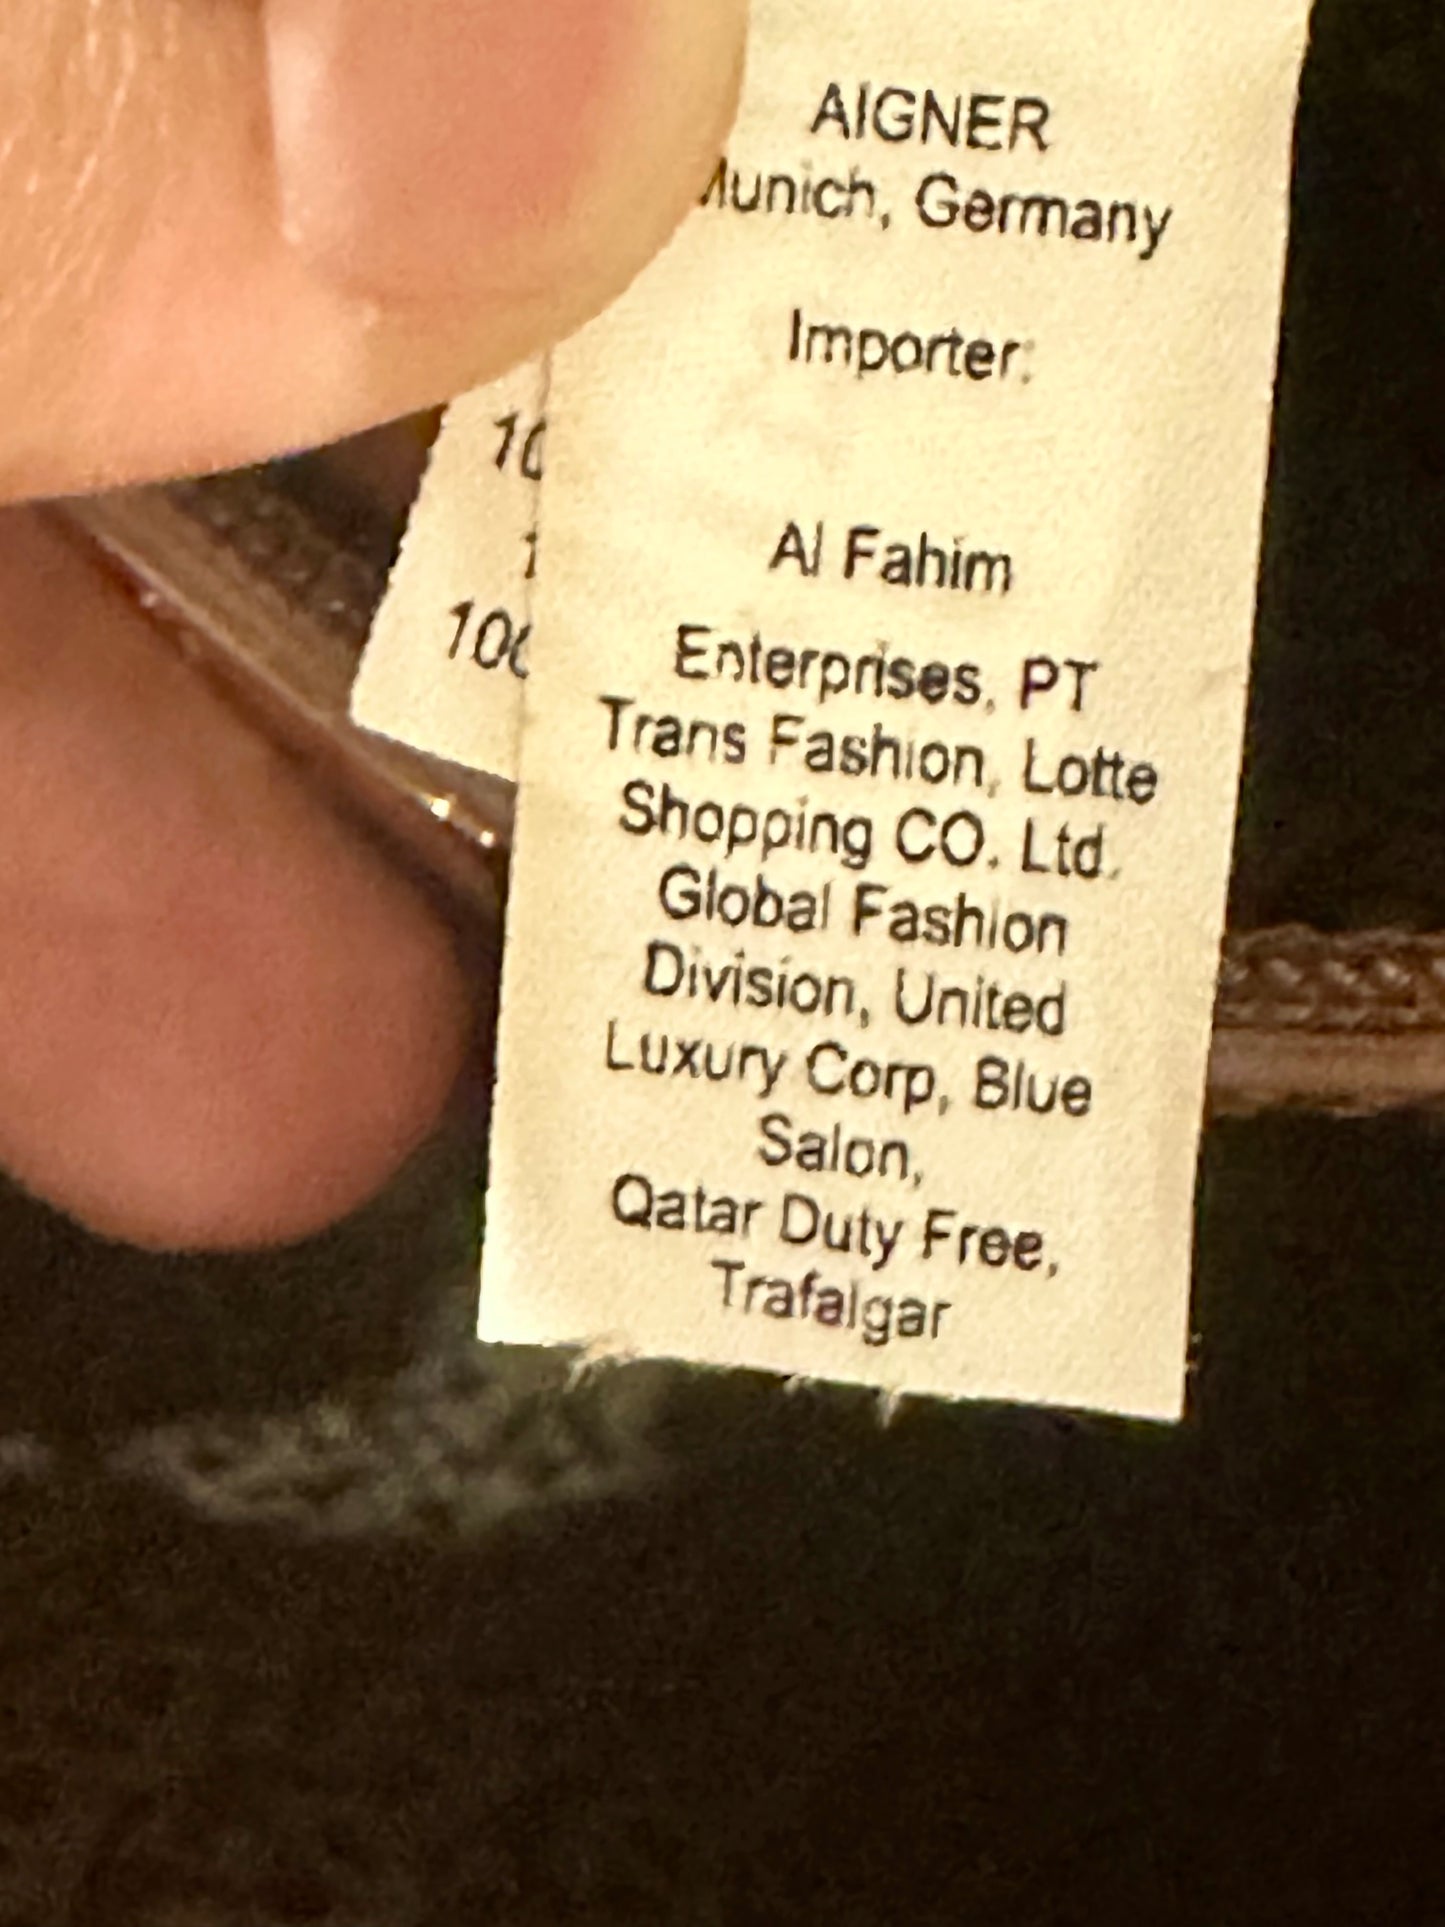 AIGNER
Munich, Germany
Importer:
Al Fahim
Enterprises, PT
Trans Fashion, Lotte
Shopping CO. Ltd.
Global Fashion
Division, United
Luxury Corp, Blue
Salon,
Qatar Duty Free,
Trafalgar